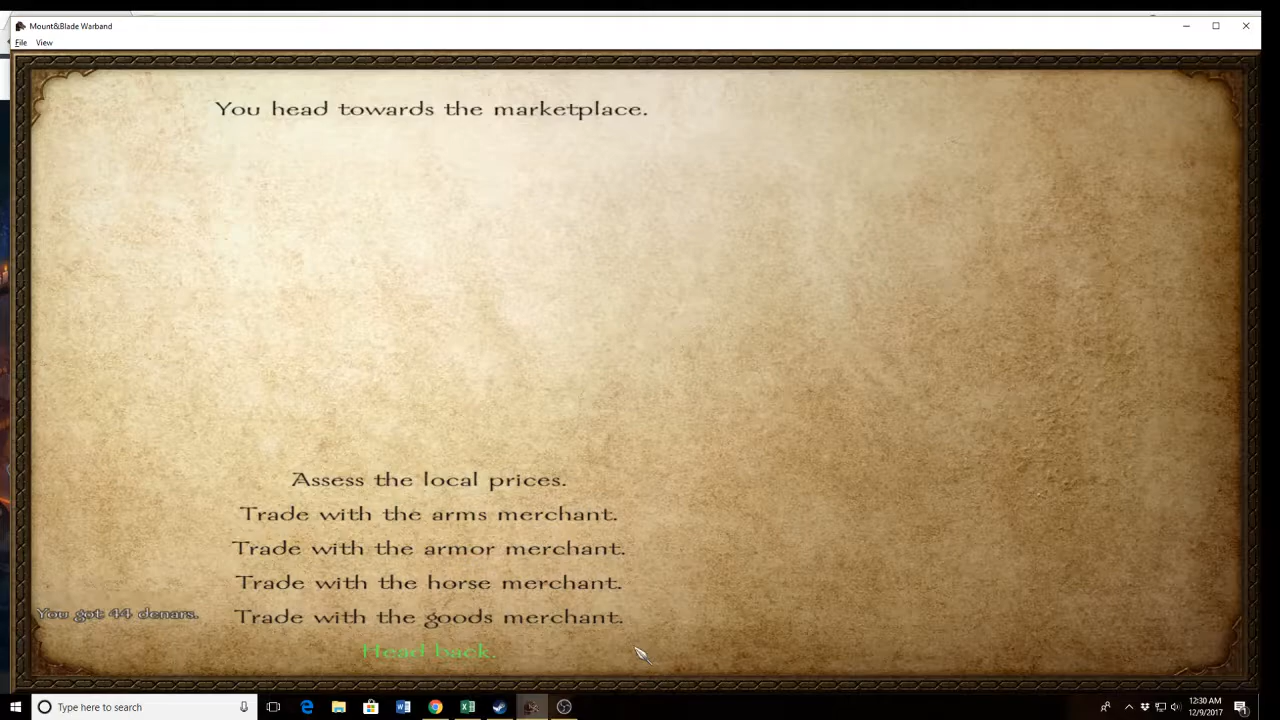 Mount&Blade Warband
File View
You head towards the marketplace.
Assess the local prices.
Trade with the arms merchant.
Trade with the armor merchant.
Trade with the horse merchant.
You got 44 denars.
Trade with the goods merchant.
Head back.
Type here to search
12:30 AM
12/9/2017